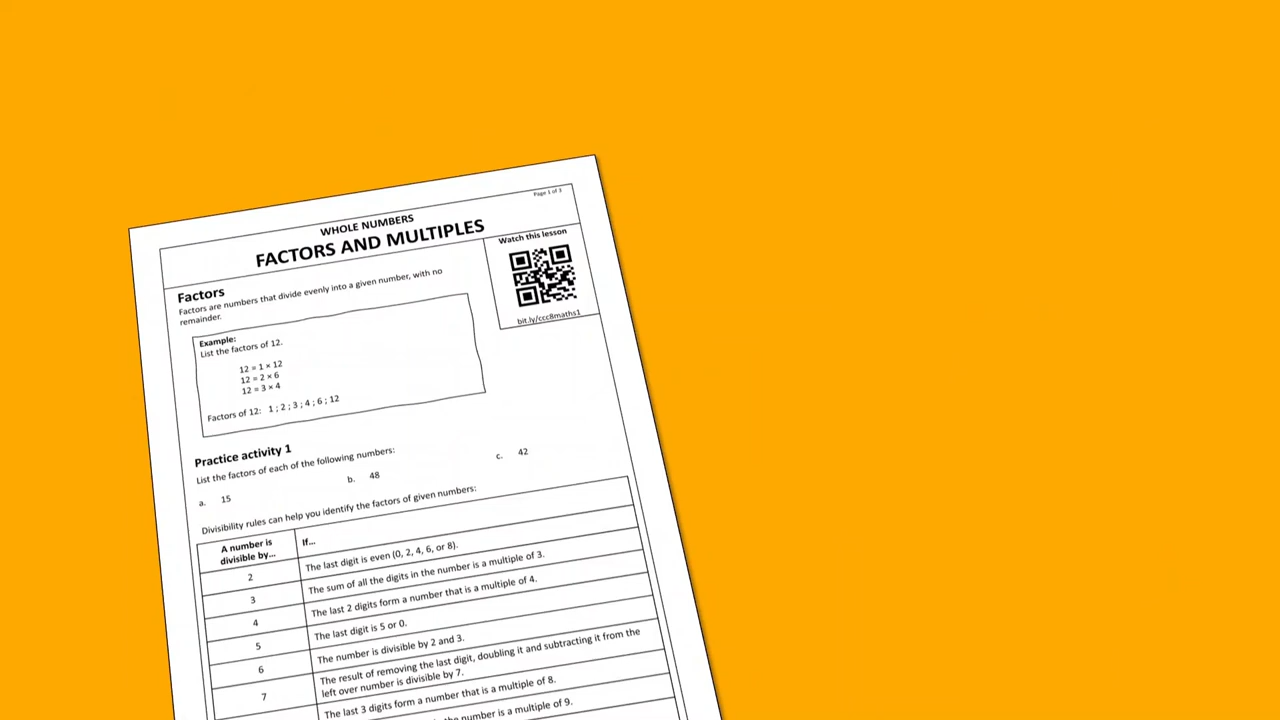 Page 1 of 3
WHOLE NUMBERS
FACTORS AND MULTIPLES
Watch this lesson
bit.ly/ccc8maths1
Factors
Factors are numbers that divide evenly into a given number, with no
remainder.
Example:
List the factors of 12.
12 = 1 × 12
12 = 2 × 6
12 = 3 × 4
Factors of 12: 1 ; 2 ; 3 ; 4 ; 6 ; 12
Practice activity 1
List the factors of each of the following numbers:
a. 15 b. 48 c. 42
Divisibility rules can help you identify the factors of given numbers:
A number is
divisible by...
If...
2 The last digit is even (0, 2, 4, 6, or 8).
3 The sum of all the digits in the number is a multiple of 3.
4 The last 2 digits form a number that is a multiple of 4.
5 The last digit is 5 or 0.
6 The number is divisible by 2 and 3.
7 The result of removing the last digit, doubling it and subtracting it from the
left over number is divisible by 7.
The last 3 digits form a number that is a multiple of 8.
the number is a multiple of 9.